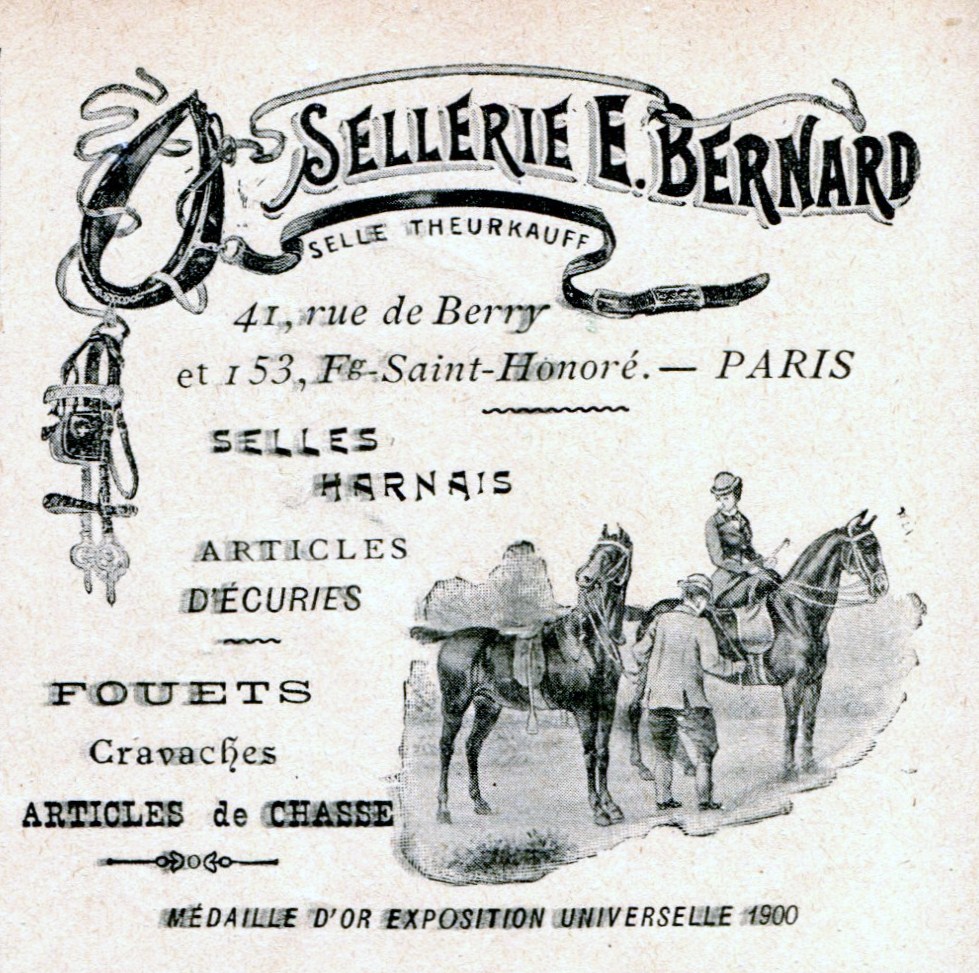 SELLERIE E. BERNARD
SELLE THEURKAUFF
41, rue de Berry
et 153, Fg-Saint-Honoré. — PARIS
SELLES
HARNAIS
ARTICLES
D'ÉCURIES
FOUETS
Cravaches
ARTICLES de CHASSE
MÉDAILLE D'OR EXPOSITION UNIVERSELLE 1900